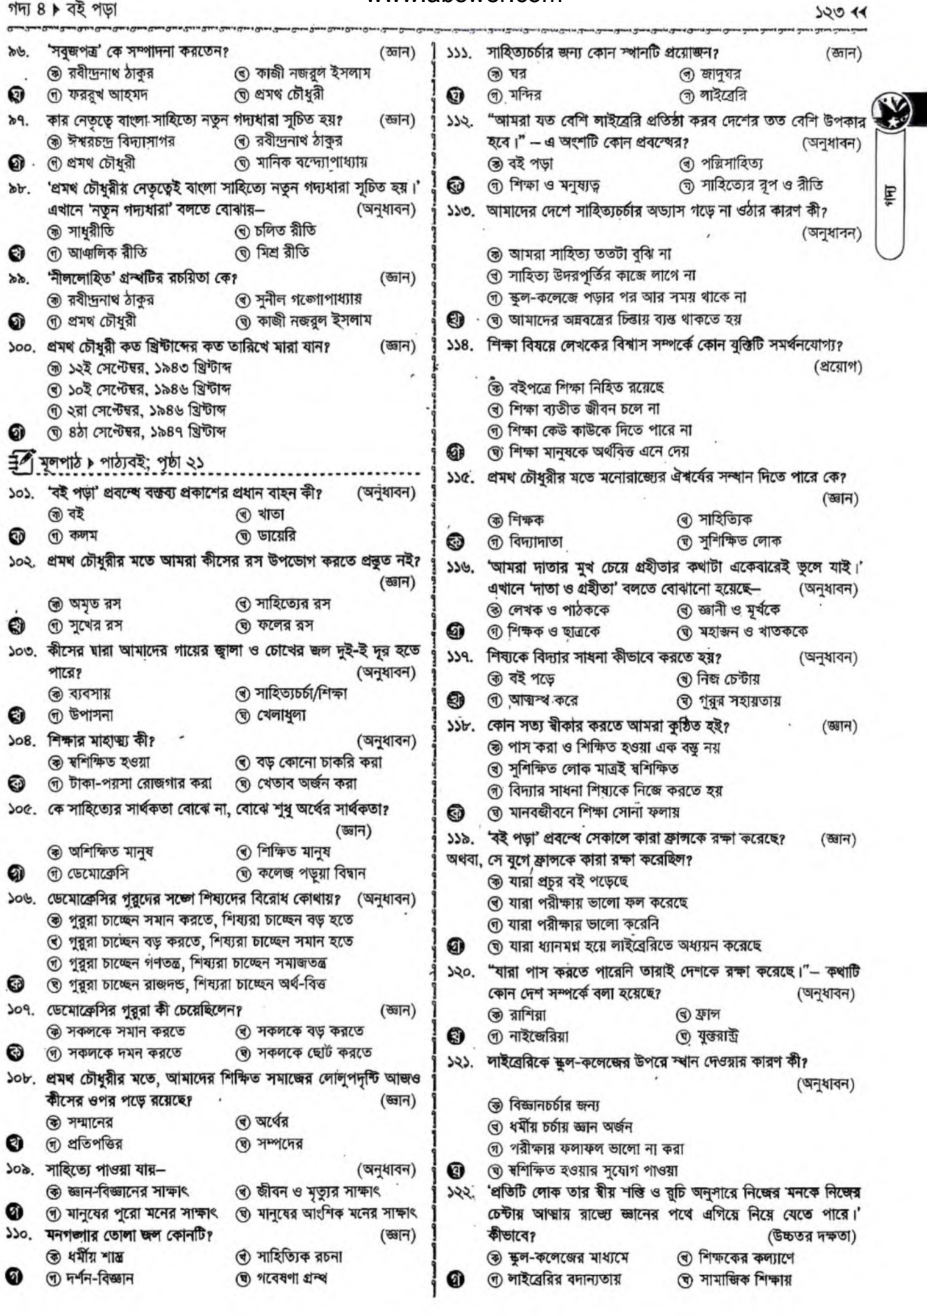 গদ্য ৪ ▶ বই পড়া
১২৩ ◀◀
৯৬. 'সবুজপত্র' কে সম্পাদনা করতেন? (জ্ঞান)
ক রবীন্দ্রনাথ ঠাকুর খ কাজী নজরুল ইসলাম
ঘ গ ফররুখ আহমদ ঘ প্রমথ চৌধুরী
৯৭. কার নেতৃত্বে বাংলা সাহিত্যে নতুন গদ্যধারা সূচিত হয়? (জ্ঞান)
ক ঈশ্বরচন্দ্র বিদ্যাসাগর খ রবীন্দ্রনাথ ঠাকুর
গ গ প্রমথ চৌধুরী ঘ মানিক বন্দ্যোপাধ্যায়
৯৮. 'প্রমথ চৌধুরীর নেতৃত্বেই বাংলা সাহিত্যে নতুন গদ্যধারা সূচিত হয়।'
এখানে 'নতুন গদ্যধারা' বলতে বোঝায়— (অনুধাবন)
ক সাধুরীতি খ চলিত রীতি
খ গ আঞ্চলিক রীতি ঘ মিশ্র রীতি
৯৯. 'নীললোহিত' গ্রন্থটির রচয়িতা কে? (জ্ঞান)
ক রবীন্দ্রনাথ ঠাকুর খ সুনীল গঙ্গোপাধ্যায়
গ গ প্রমথ চৌধুরী ঘ কাজী নজরুল ইসলাম
১০০. প্রমথ চৌধুরী কত খ্রিষ্টাব্দের কত তারিখে মারা যান? (জ্ঞান)
ক ১২ই সেপ্টেম্বর, ১৯৪৩ খ্রিষ্টাব্দ
খ ১০ই সেপ্টেম্বর, ১৯৪৬ খ্রিষ্টাব্দ
গ ২রা সেপ্টেম্বর, ১৯৪৬ খ্রিষ্টাব্দ
গ ঘ ৪ঠা সেপ্টেম্বর, ১৯৪৭ খ্রিষ্টাব্দ
মূলপাঠ ▶ পাঠ্যবই; পৃষ্ঠা ২১
১০১. 'বই পড়া' প্রবন্ধে বক্তব্য প্রকাশের প্রধান বাহন কী? (অনুধাবন)
ক বই খ খাতা
ক গ কলম ঘ ডায়েরি
১০২. প্রমথ চৌধুরীর মতে আমরা কীসের রস উপভোগ করতে প্রস্তুত নই?
(জ্ঞান)
ক অমৃত রস খ সাহিত্যের রস
খ গ সুখের রস ঘ ফলের রস
১০৩. কীসের দ্বারা আমাদের গায়ের জ্বালা ও চোখের জল দুই-ই দূর হতে
পারে? (অনুধাবন)
ক ব্যবসায় খ সাহিত্যচর্চা/শিক্ষা
খ গ উপাসনা ঘ খেলাধুলা
১০৪. শিক্ষার মাহাত্ম্য কী? (অনুধাবন)
ক স্বশিক্ষিত হওয়া খ বড় কোনো চাকরি করা
ক গ টাকা-পয়সা রোজগার করা ঘ খেতাব অর্জন করা
১০৫. কে সাহিত্যের সার্থকতা বোঝে না, বোঝে শুধু অর্থের সার্থকতা?
(জ্ঞান)
ক অশিক্ষিত মানুষ খ শিক্ষিত মানুষ
গ গ ডেমোক্রেসি ঘ কলেজ পড়ুয়া বিদ্বান
১০৬. ডেমোক্রেসির গুরুদের সঙ্গে শিষ্যদের বিরোধ কোথায়? (অনুধাবন)
ক গুরুরা চাচ্ছেন সমান করতে, শিষ্যরা চাচ্ছেন বড় হতে
খ গুরুরা চাচ্ছেন বড় করতে, শিষ্যরা চাচ্ছেন সমান হতে
গ গুরুরা চাচ্ছেন গণতন্ত্র, শিষ্যরা চাচ্ছেন সমাজতন্ত্র
ক ঘ গুরুরা চাচ্ছেন রাজদন্ড, শিষ্যরা চাচ্ছেন অর্থ-বিত্ত
১০৭. ডেমোক্রেসির গুরুরা কী চেয়েছিলেন? (জ্ঞান)
ক সকলকে সমান করতে খ সকলকে বড় করতে
ক গ সকলকে দমন করতে ঘ সকলকে ছোট করতে
১০৮. প্রমথ চৌধুরীর মতে, আমাদের শিক্ষিত সমাজের লোলুপদৃষ্টি আজও
কীসের ওপর পড়ে রয়েছে? (জ্ঞান)
ক সম্মানের খ অর্থের
খ গ প্রতিপত্তির ঘ সম্পদের
১০৯. সাহিত্যে পাওয়া যায়— (অনুধাবন)
ক জ্ঞান-বিজ্ঞানের সাক্ষাৎ খ জীবন ও মৃত্যুর সাক্ষাৎ
গ গ মানুষের পুরো মনের সাক্ষাৎ ঘ মানুষের আংশিক মনের সাক্ষাৎ
১১০. মনগঙ্গার তোলা জল কোনটি? (জ্ঞান)
ক ধর্মীয় শাস্ত্র খ সাহিত্যিক রচনা
গ গ দর্শন-বিজ্ঞান ঘ গবেষণা গ্রন্থ
১১১. সাহিত্যচর্চার জন্য কোন স্থানটি প্রয়োজন? (জ্ঞান)
ক ঘর খ জাদুঘর
ঘ গ মন্দির ঘ লাইব্রেরি
১১২. "আমরা যত বেশি লাইব্রেরি প্রতিষ্ঠা করব দেশের তত বেশি উপকার
হবে।" – এ অংশটি কোন প্রবন্ধের? (অনুধাবন)
ক বই পড়া খ পল্লিসাহিত্য
ক গ শিক্ষা ও মনুষ্যত্ব ঘ সাহিত্যের রূপ ও রীতি
১১৩. আমাদের দেশে সাহিত্যচর্চার অভ্যাস গড়ে না ওঠার কারণ কী?
(অনুধাবন)
ক আমরা সাহিত্য ততটা বুঝি না
খ সাহিত্য উদরপূর্তির কাজে লাগে না
গ স্কুল-কলেজে পড়ার পর আর সময় থাকে না
খ ঘ আমাদের অন্নবস্ত্রের চিন্তায় ব্যস্ত থাকতে হয়
১১৪. শিক্ষা বিষয়ে লেখকের বিশ্বাস সম্পর্কে কোন যুক্তিটি সমর্থনযোগ্য?
(প্রয়োগ)
ক বইপত্রে শিক্ষা নিহিত রয়েছে
খ শিক্ষা ব্যতীত জীবন চলে না
গ শিক্ষা কেউ কাউকে দিতে পারে না
গ ঘ শিক্ষা মানুষকে অর্থবিত্ত এনে দেয়
১১৫. প্রমথ চৌধুরীর মতে মনোরাজ্যের ঐশ্বর্যের সন্ধান দিতে পারে কে?
(জ্ঞান)
ক শিক্ষক খ সাহিত্যিক
ক গ বিদ্যাদাতা ঘ সুশিক্ষিত লোক
১১৬. 'আমরা দাতার মুখ চেয়ে গ্রহীতার কথাটা একেবারেই ভুলে যাই।'
এখানে 'দাতা ও গ্রহীতা' বলতে বোঝানো হয়েছে— (অনুধাবন)
ক লেখক ও পাঠককে খ জ্ঞানী ও মূর্খকে
গ গ শিক্ষক ও ছাত্রকে ঘ মহাজন ও খাতককে
১১৭. শিষ্যকে বিদ্যার সাধনা কীভাবে করতে হয়? (অনুধাবন)
ক বই পড়ে খ নিজ চেষ্টায়
খ গ আত্মস্থ করে ঘ গুরুর সহায়তায়
১১৮. কোন সত্য স্বীকার করতে আমরা কুণ্ঠিত হই? (জ্ঞান)
ক পাস করা ও শিক্ষিত হওয়া এক বস্তু নয়
খ সুশিক্ষিত লোক মাত্রই স্বশিক্ষিত
গ বিদ্যার সাধনা শিষ্যকে নিজে করতে হয়
ক ঘ মানবজীবনে শিক্ষা সোনা ফলায়
১১৯. 'বই পড়া' প্রবন্ধে সেকালে কারা ফ্রান্সকে রক্ষা করেছে? (জ্ঞান)
অথবা, সে যুগে ফ্রান্সকে কারা রক্ষা করেছিল?
ক যারা প্রচুর বই পড়েছে
খ যারা পরীক্ষায় ভালো ফল করেছে
গ যারা পরীক্ষায় ভালো করেনি
গ ঘ যারা ধ্যানমগ্ন হয়ে লাইব্রেরিতে অধ্যয়ন করেছে
১২০. "যারা পাস করতে পারেনি তারাই দেশকে রক্ষা করেছে।"— কথাটি
কোন দেশ সম্পর্কে বলা হয়েছে? (অনুধাবন)
ক রাশিয়া খ ফ্রান্স
খ গ নাইজেরিয়া ঘ যুক্তরাষ্ট্র
১২১. লাইব্রেরিকে স্কুল-কলেজের উপরে স্থান দেওয়ার কারণ কী?
(অনুধাবন)
ক বিজ্ঞানচর্চার জন্য
খ ধর্মীয় চর্চায় জ্ঞান অর্জন
গ পরীক্ষায় ফলাফল ভালো না করা
ঘ ঘ স্বশিক্ষিত হওয়ার সুযোগ পাওয়া
১২২. 'প্রতিটি লোক তার স্বীয় শক্তি ও রুচি অনুসারে নিজের মনকে নিজের
চেষ্টায় আত্মার রাজ্যে জ্ঞানের পথে এগিয়ে নিয়ে যেতে পারে।'
কীভাবে? (উচ্চতর দক্ষতা)
ক স্কুল-কলেজের মাধ্যমে খ শিক্ষকের কল্যাণে
গ গ লাইব্রেরির বদান্যতায় ঘ সামাজিক শিক্ষায়
গদ্য